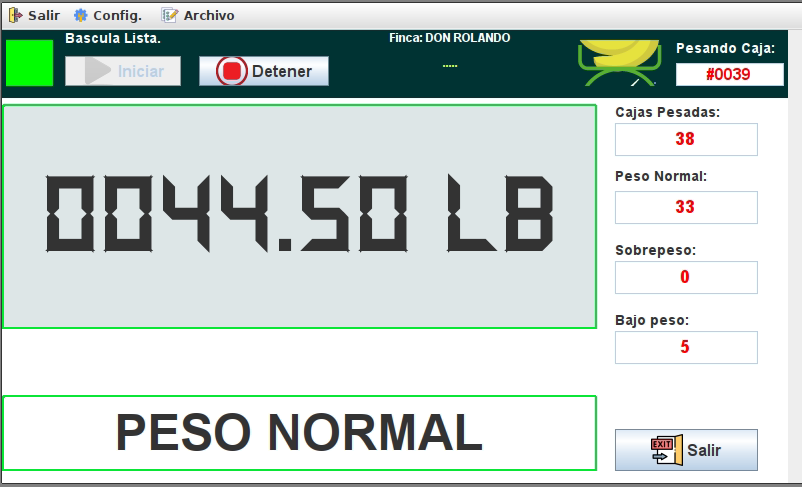 Salir Config. Archivo
Bascula Lista.
Finca: DON ROLANDO
Iniciar
Detener
.....
Pesando Caja:
#0039
0044.50 LB
Cajas Pesadas:
38
Peso Normal:
33
Sobrepeso:
0
Bajo peso:
5
PESO NORMAL
EXIT
Salir